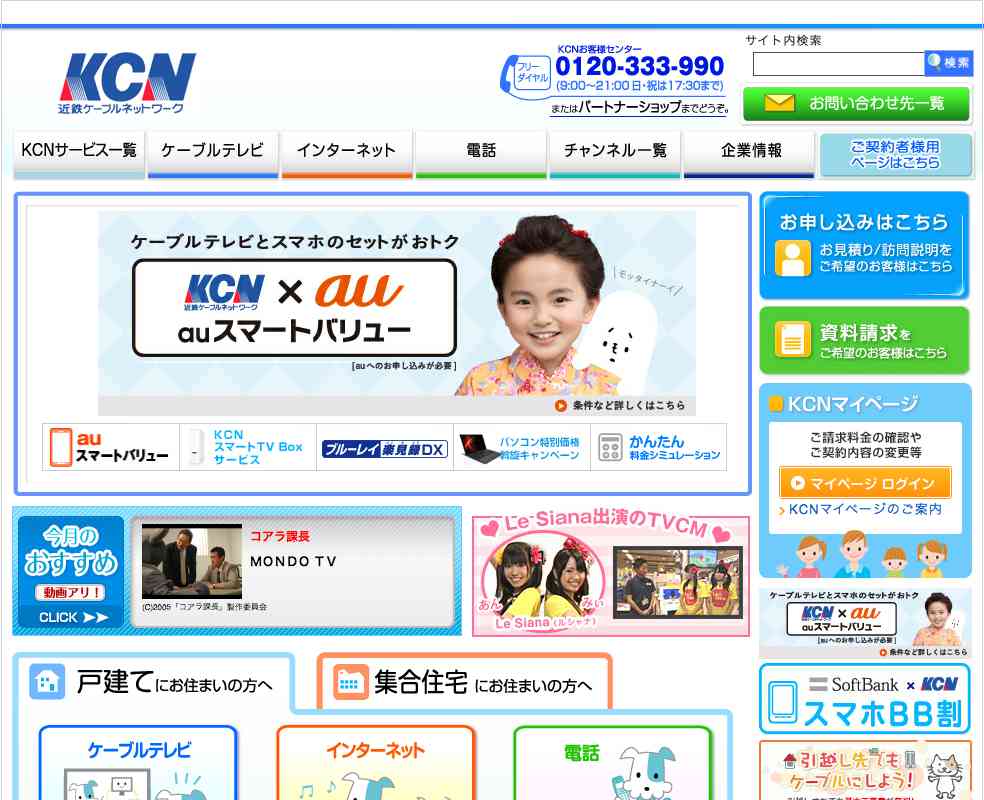 KCN
近鉄ケーブルネットワーク
フリーダイヤル
KCNお客様センター
0120-333-990
(9:00～21:00 日・祝は17:30まで)
またはパートナーショップまでどうぞ。
サイト内検索
検索
お問い合わせ先一覧
KCNサービス一覧
ケーブルテレビ
インターネット
電話
チャンネル一覧
企業情報
ご契約者様用
ページはこちら
ケーブルテレビとスマホのセットがおトク
KCN × au
近鉄ケーブルネットワーク
auスマートバリュー
[auへのお申し込みが必要]
モッタイナーイ
条件など詳しくはこちら
au
スマートバリュー
KCN
スマートTV Box
サービス
ブルーレイ楽見録DX
パソコン特別価格
斡旋キャンペーン
かんたん
料金シミュレーション
お申し込みはこちら
お見積り/訪問説明を
ご希望のお客様はこちら
資料請求を
ご希望のお客様はこちら
KCNマイページ
ご請求料金の確認や
ご契約内容の変更等
マイページ ログイン
KCNマイページのご案内
今月の
おすすめ
動画アリ！
CLICK
コアラ課長
MONDO TV
(C)2005「コアラ課長」製作委員会
Le Siana出演のTVCM
あん
みい
Le Siana(ルシャナ)
ケーブルテレビとスマホのセットがおトク
KCN × au
auスマートバリュー
[auへのお申し込みが必要]
条件など詳しくはこちら
SoftBank × KCN
スマホBB割
引越し先でも
ケーブルにしよう！
戸建てにお住まいの方へ
集合住宅 にお住まいの方へ
ケーブルテレビ
インターネット
電話